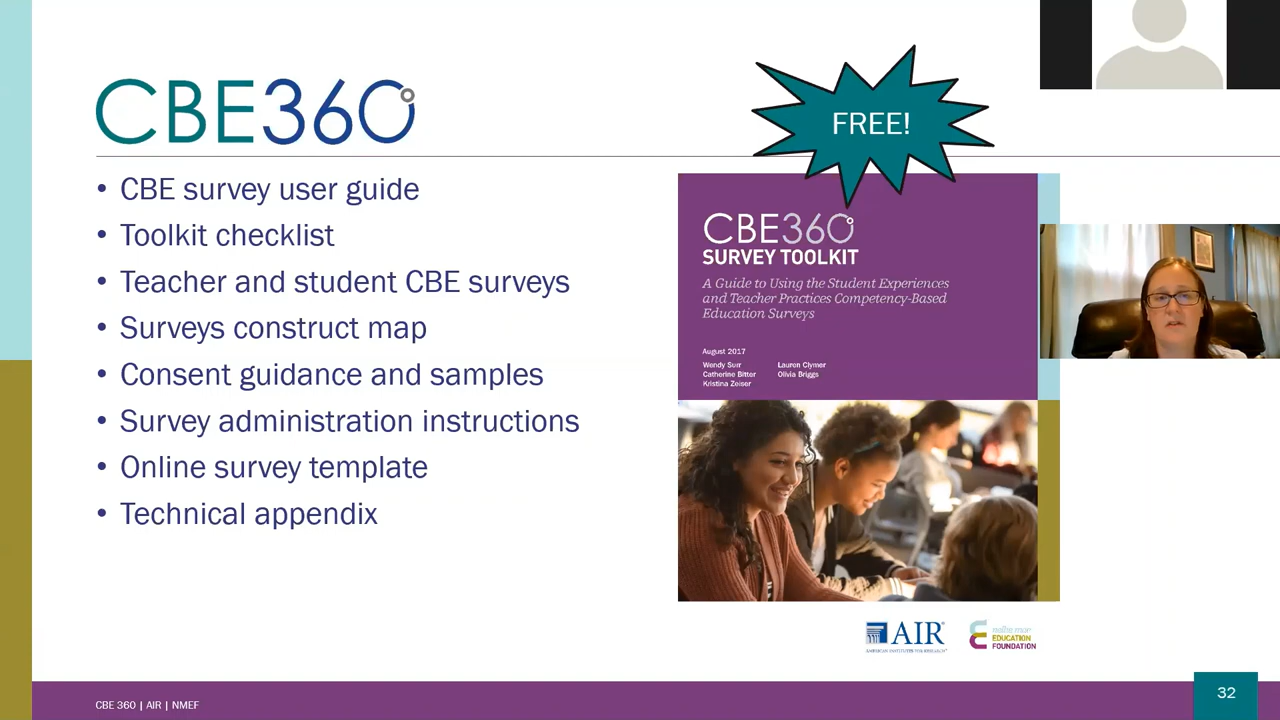 CBE360
FREE!
• CBE survey user guide
• Toolkit checklist
• Teacher and student CBE surveys
• Surveys construct map
• Consent guidance and samples
• Survey administration instructions
• Online survey template
• Technical appendix
CBE360
SURVEY TOOLKIT
A Guide to Using the Student Experiences
and Teacher Practices Competency-Based
Education Surveys
August 2017
Wendy Surr
Catherine Bitter
Kristina Zeiser
Lauren Clymer
Olivia Briggs
AIR
AMERICAN INSTITUTES FOR RESEARCH
nellie mae
EDUCATION
FOUNDATION
CBE 360 | AIR | NMEF
32